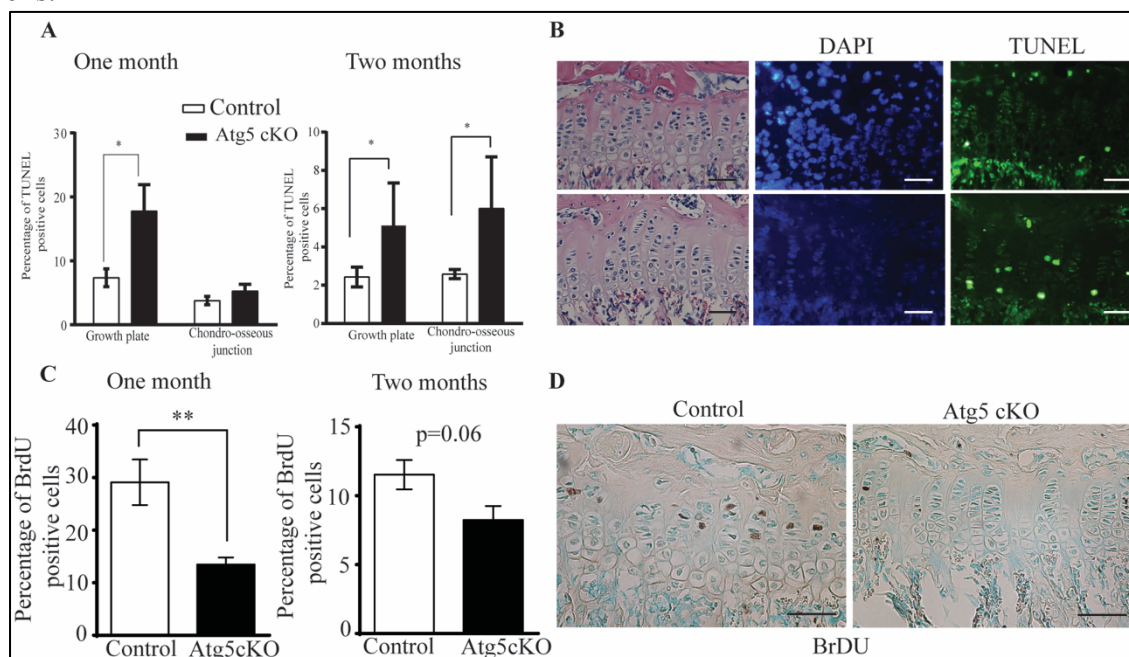 A
One month
Two months
Control
Atg5 cKO
Percentage of TUNEL
positive cells
30
20
10
0
*
Growth plate
Chondro-osseous
junction
Percentage of TUNEL
positive cells
10
8
6
4
2
0
*
*
Growth plate
Chondro-osseous
junction
B
DAPI
TUNEL
C
One month
Two months
Percentage of BrdU
positive cells
40
30
20
10
0
**
Control
Atg5cKO
Percentage of BrdU
positive cells
15
10
5
0
p=0.06
Control
Atg5cKO
D
Control
Atg5 cKO
BrDU